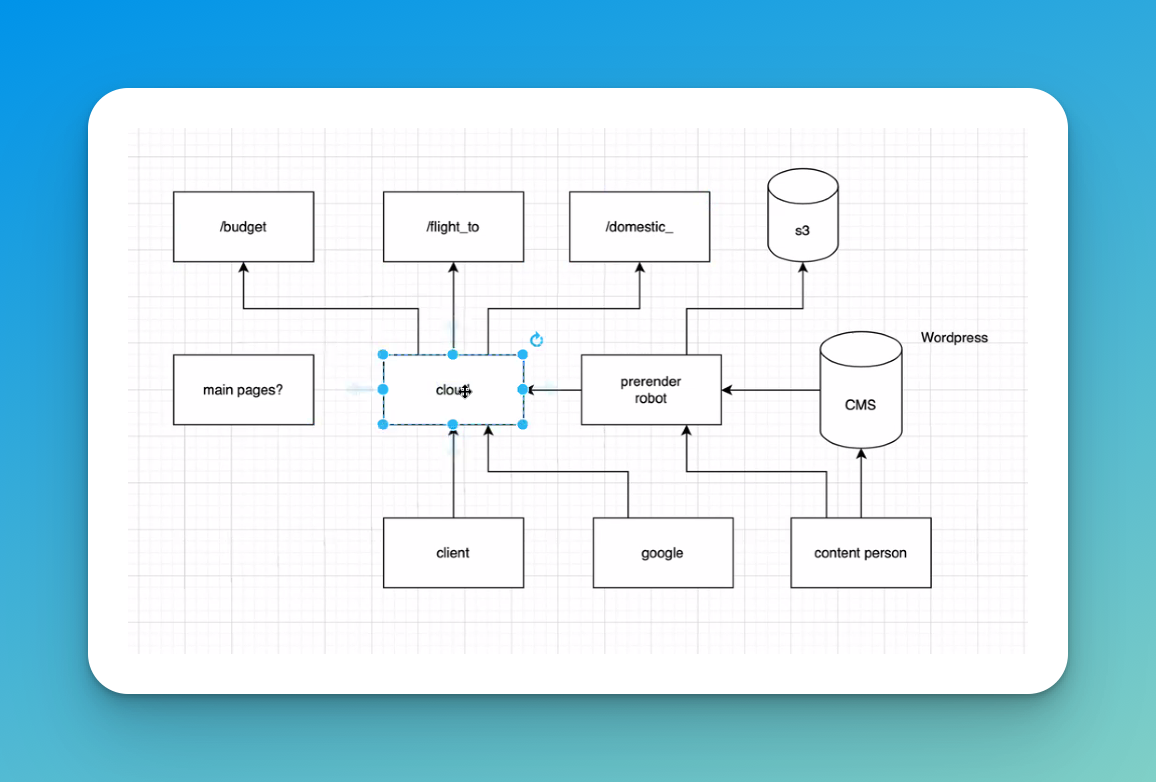 /budget
/flight_to
/domestic_
s3
Wordpress
main pages?
cloud
prerender
robot
CMS
client
google
content person